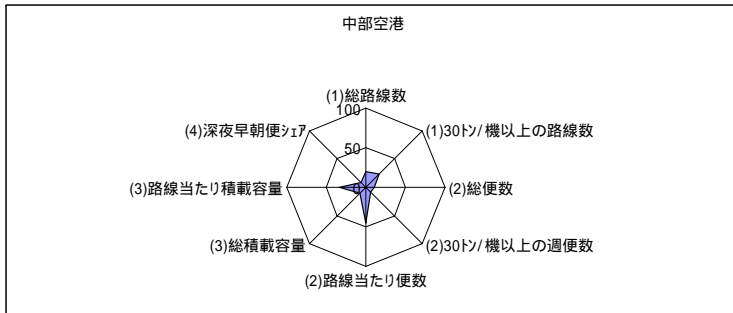 中部空港
(1)総路線数
100
(4)深夜早朝便ｼｪｱ
(1)30ﾄﾝ/機以上の路線数
50
(3)路線当たり積載容量
0
(2)総便数
(3)総積載容量
(2)30ﾄﾝ/機以上の週便数
(2)路線当たり便数